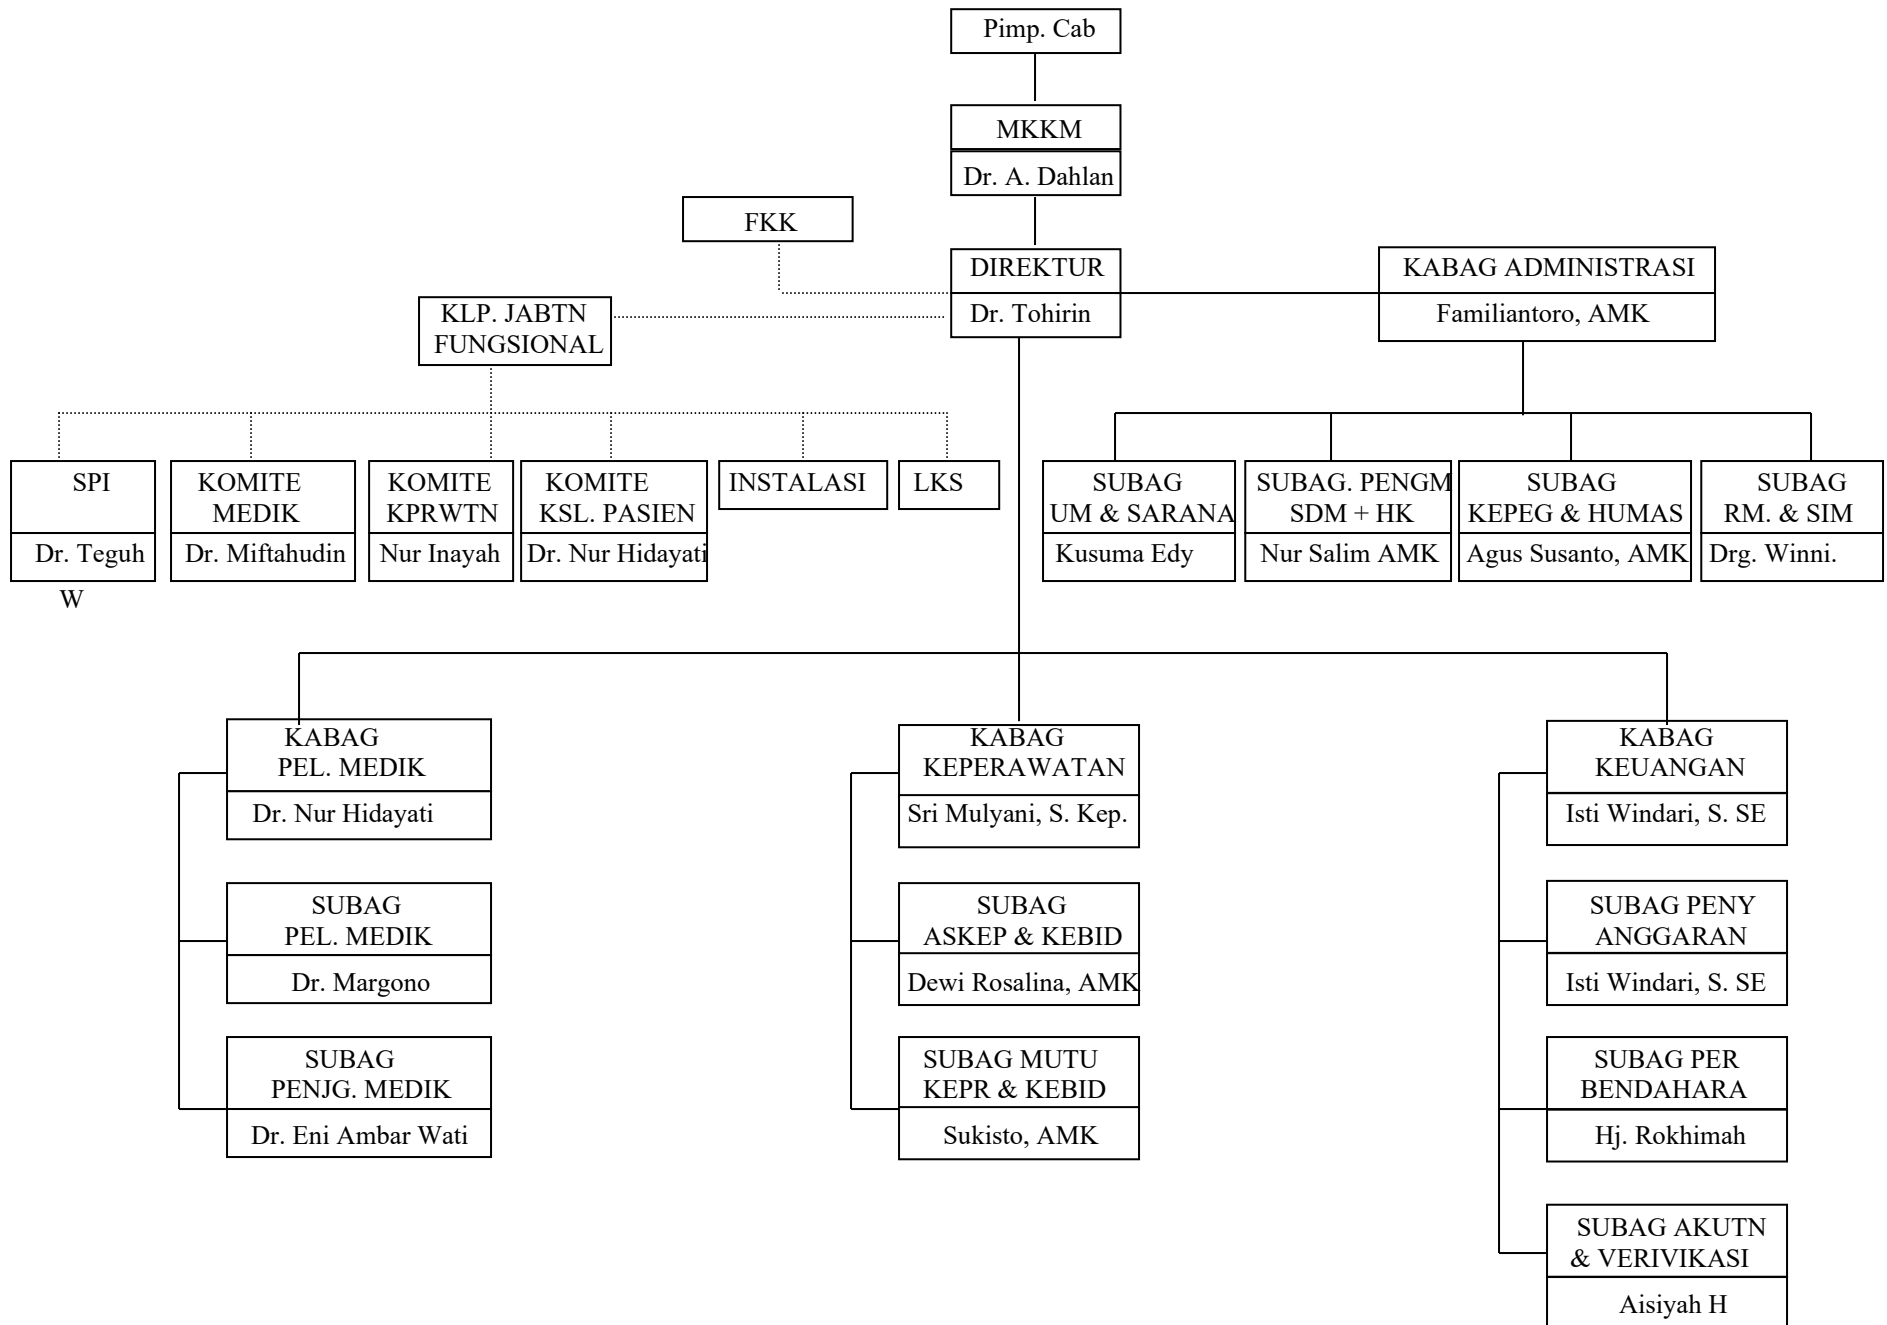 Pimp. Cab
MKKM
Dr. A. Dahlan
FKK
DIREKTUR
Dr. Tohirin
KABAG ADMINISTRASI
Familiantoro, AMK
KLP. JABTN
FUNGSIONAL
SPI
Dr. Teguh
W
KOMITE
MEDIK
Dr. Miftahudin
KOMITE
KPRWTN
Nur Inayah
KOMITE
KSL. PASIEN
Dr. Nur Hidayati
INSTALASI
LKS
SUBAG
UM & SARANA
Kusuma Edy
SUBAG. PENGM
SDM + HK
Nur Salim AMK
SUBAG
KEPEG & HUMAS
Agus Susanto, AMK
SUBAG
RM. & SIM
Drg. Winni.
KABAG
PEL. MEDIK
Dr. Nur Hidayati
SUBAG
PEL. MEDIK
Dr. Margono
SUBAG
PENJG. MEDIK
Dr. Eni Ambar Wati
KABAG
KEPERAWATAN
Sri Mulyani, S. Kep.
SUBAG
ASKEP & KEBID
Dewi Rosalina, AMK
SUBAG MUTU
KEPR & KEBID
Sukisto, AMK
KABAG
KEUANGAN
Isti Windari, S. SE
SUBAG PENY
ANGGARAN
Isti Windari, S. SE
SUBAG PER
BENDAHARA
Hj. Rokhimah
SUBAG AKUTN
& VERIVIKASI
Aisiyah H